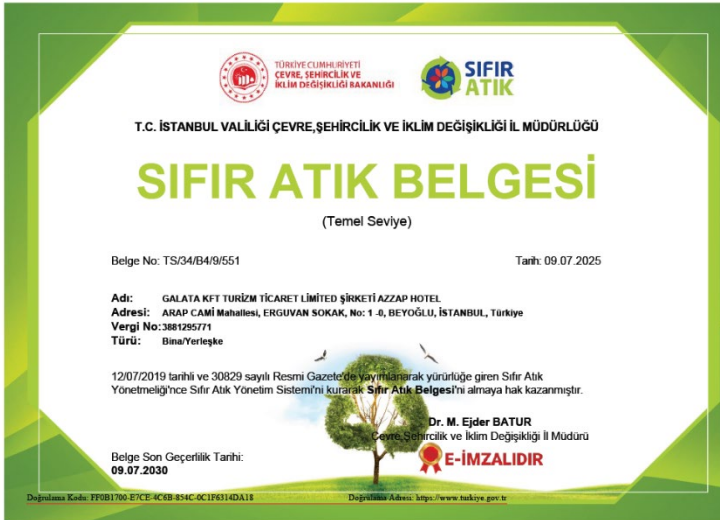 TÜRKİYE CUMHURİYETİ
ÇEVRE, ŞEHİRCİLİK VE
İKLİM DEĞİŞİKLİĞİ BAKANLIĞI
SIFIR
ATIK
T.C. İSTANBUL VALİLİĞİ ÇEVRE,ŞEHİRCİLİK VE İKLİM DEĞİŞİKLİĞİ İL MÜDÜRLÜĞÜ
SIFIR ATIK BELGESİ
(Temel Seviye)
Belge No: TS/34/B4/9/551 Tarih: 09.07.2025
Adı: GALATA KFT TURİZM TİCARET LİMİTED ŞİRKETİ AZZAP HOTEL
Adresi: ARAP CAMİ Mahallesi, ERGUVAN SOKAK, No: 1 -0, BEYOĞLU, İSTANBUL, Türkiye
Vergi No:3881295771
Türü: Bina/Yerleşke
12/07/2019 tarihli ve 30829 sayılı Resmi Gazete'de yayımlanarak yürürlüğe giren Sıfır Atık
Yönetmeliği'nce Sıfır Atık Yönetim Sistemi'ni kurarak Sıfır Atık Belgesi'ni almaya hak kazanmıştır.
Dr. M. Ejder BATUR
Çevre,Şehircilik ve İklim Değişikliği İl Müdürü
E-İMZALIDIR
Belge Son Geçerlilik Tarihi:
09.07.2030
Doğrulama Kodu: FF0B1700-E7CE-4C6B-854C-0C1F6314DA18 Doğrulama Adresi: https://www.turkiye.gov.tr